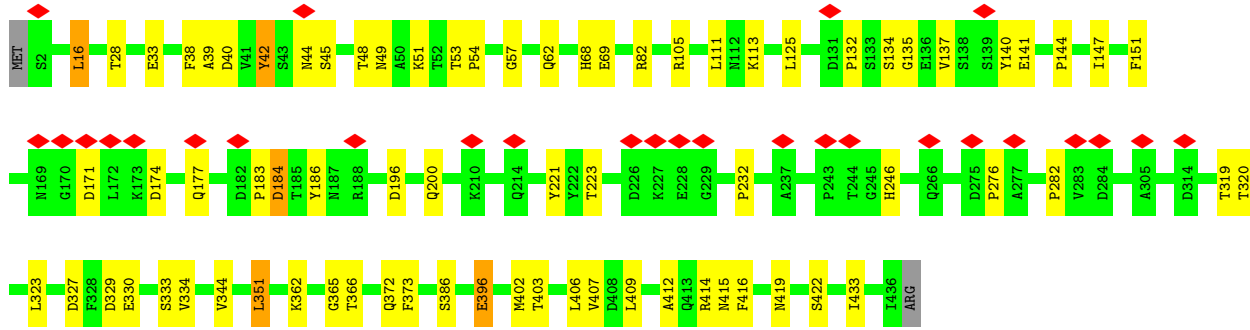 MET S2 L16 T28 E33 F38 A39 D40 V41 Y42 S43 N44 S45 T48 N49 A50 K51 T52 T53 P54 G57 Q62 H68 E69 R82 R105 L111 N112 K113 L125 D131 P132 S133 S134 G135 E136 V137 S138 S139 Y140 E141 P144 I147 F151
N169 G170 D171 L172 K173 D174 Q177 D182 P183 D184 T185 Y186 N187 R188 D196 Q200 K210 Q214 Y221 Y222 T223 D226 K227 E228 G229 P232 A237 P243 T244 G245 H246 Q266 D275 P276 A277 P282 V283 D284 A305 D314 T319 T320
L323 D327 F328 D329 E330 S333 V334 V344 L351 K362 G365 T366 Q372 F373 S386 E396 M402 T403 L406 V407 D408 L409 A412 Q413 R414 N415 F416 N419 S422 I433 I436 ARG